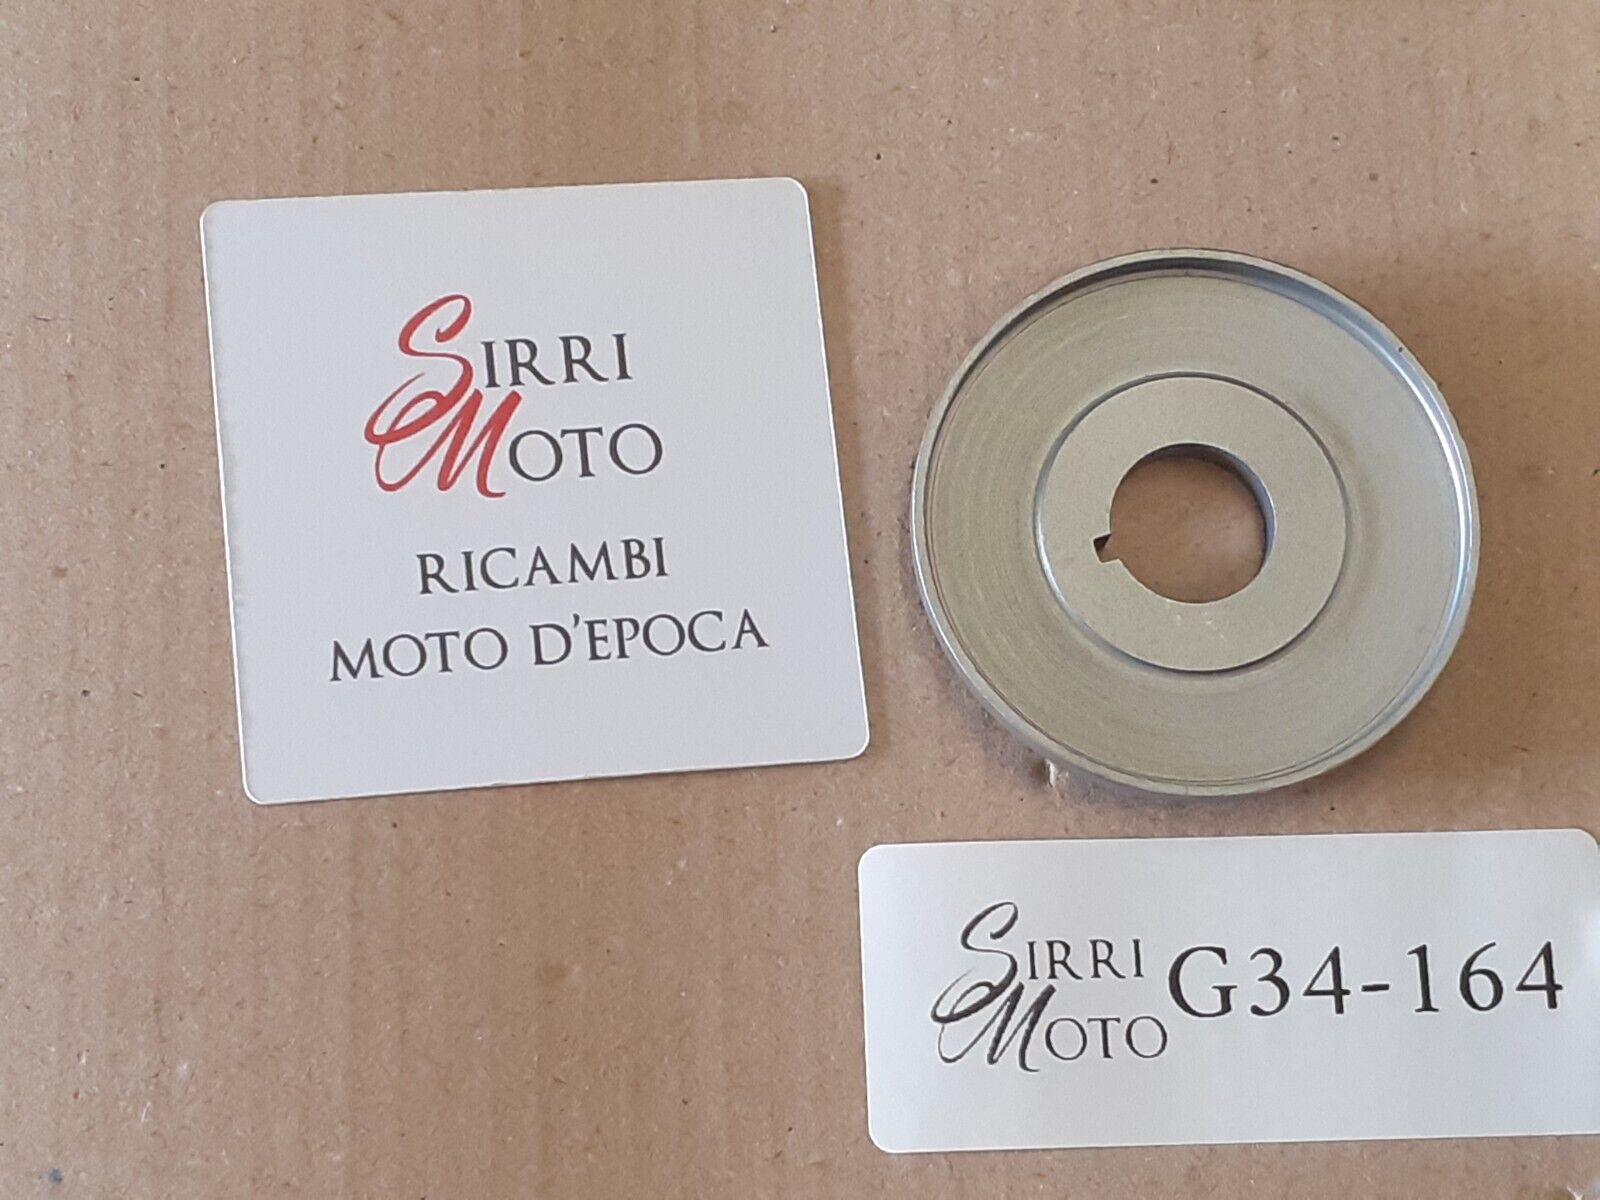 SIRRI
MOTO
RICAMBI
MOTO D'EPOCA
SIRRI
MOTO
G34-164